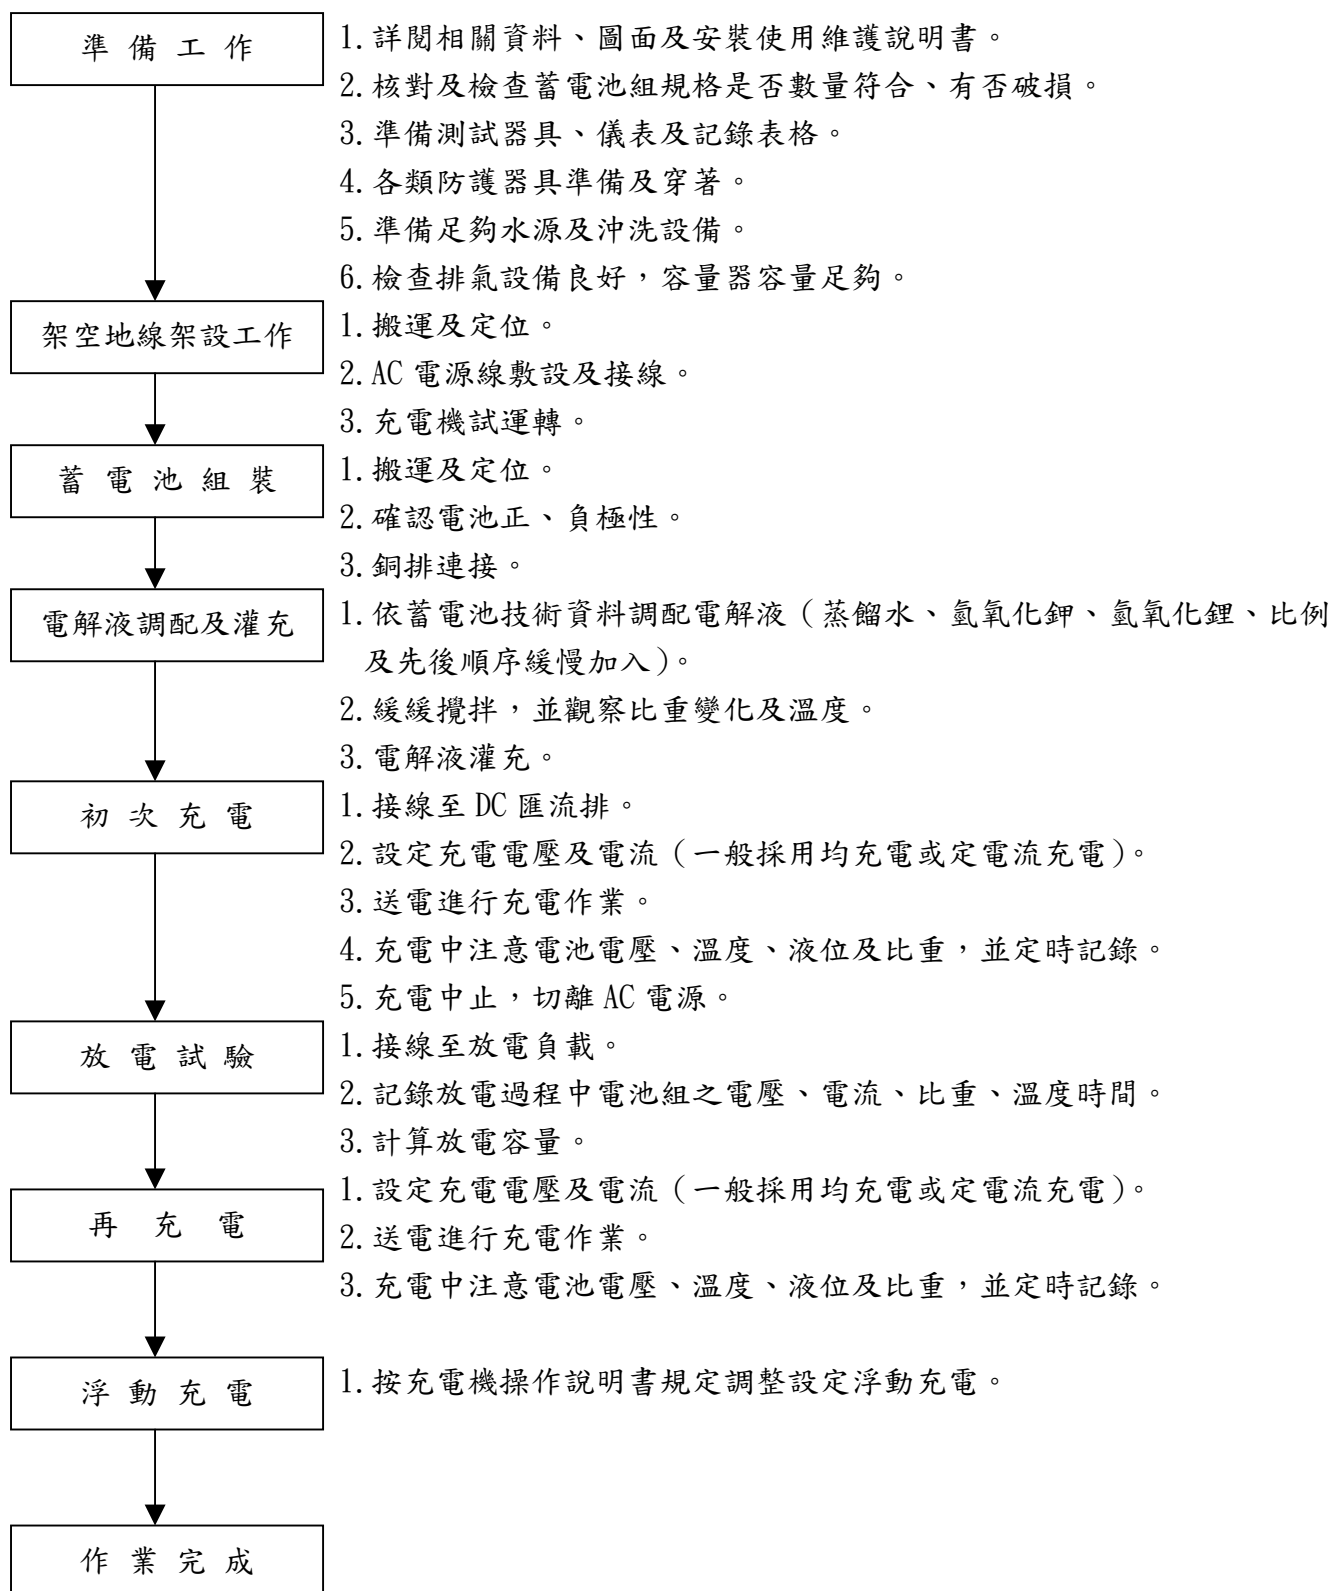 準備工作
1.詳閱相關資料、圖面及安裝使用維護說明書。
2.核對及檢查蓄電池組規格是否數量符合、有否破損。
3.準備測試器具、儀表及記錄表格。
4.各類防護器具準備及穿著。
5.準備足夠水源及沖洗設備。
6.檢查排氣設備良好，容量器容量足夠。
架空地線架設工作
1.搬運及定位。
2.AC 電源線敷設及接線。
3.充電機試運轉。
蓄電池組裝
1.搬運及定位。
2.確認電池正、負極性。
3.銅排連接。
電解液調配及灌充
1.依蓄電池技術資料調配電解液（蒸餾水、氫氧化鉀、氫氧化鋰、比例
及先後順序緩慢加入）。
2.緩緩攪拌，並觀察比重變化及溫度。
3.電解液灌充。
初次充電
1.接線至 DC 匯流排。
2.設定充電電壓及電流（一般採用均充電或定電流充電）。
3.送電進行充電作業。
4.充電中注意電池電壓、溫度、液位及比重，並定時記錄。
5.充電中止，切離 AC 電源。
放電試驗
1.接線至放電負載。
2.記錄放電過程中電池組之電壓、電流、比重、溫度時間。
3.計算放電容量。
再充電
1.設定充電電壓及電流（一般採用均充電或定電流充電）。
2.送電進行充電作業。
3.充電中注意電池電壓、溫度、液位及比重，並定時記錄。
浮動充電
1.按充電機操作說明書規定調整設定浮動充電。
作業完成